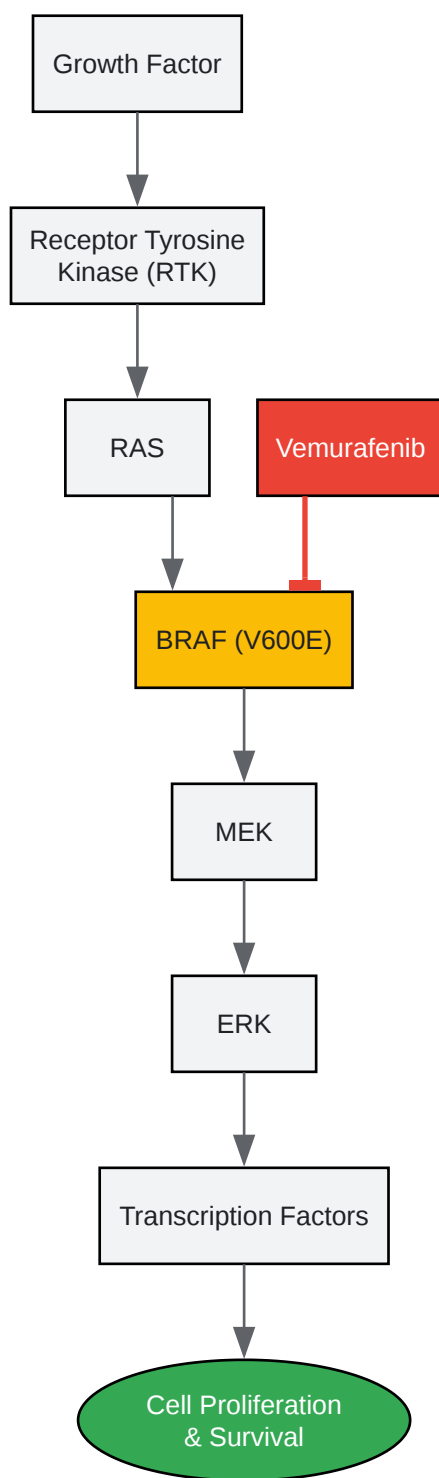 Growth Factor
Receptor Tyrosine
Kinase (RTK)
RAS
Vemurafenib
BRAF (V600E)
MEK
ERK
Transcription Factors
Cell Proliferation
& Survival